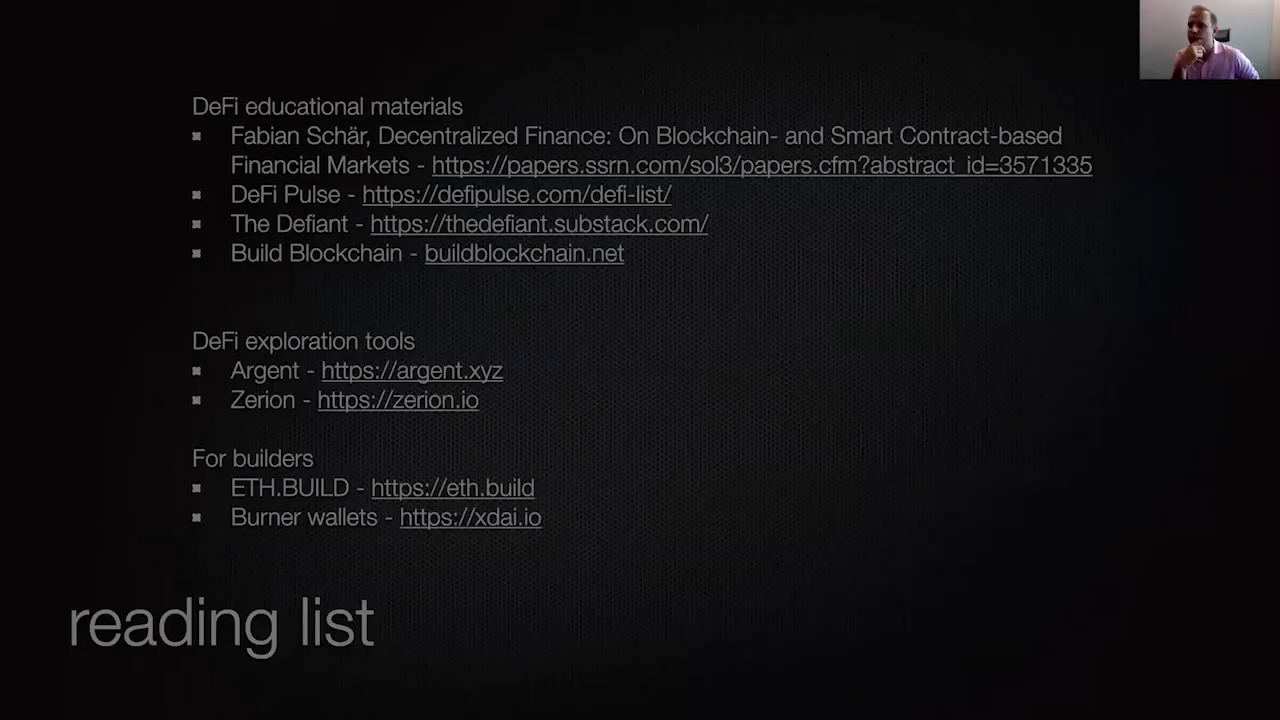 DeFi educational materials
▪ Fabian Schär, Decentralized Finance: On Blockchain- and Smart Contract-based
Financial Markets - https://papers.ssrn.com/sol3/papers.cfm?abstract_id=3571335
▪ DeFi Pulse - https://defipulse.com/defi-list/
▪ The Defiant - https://thedefiant.substack.com/
▪ Build Blockchain - buildblockchain.net
DeFi exploration tools
▪ Argent - https://argent.xyz
▪ Zerion - https://zerion.io
For builders
▪ ETH.BUILD - https://eth.build
▪ Burner wallets - https://xdai.io
reading list